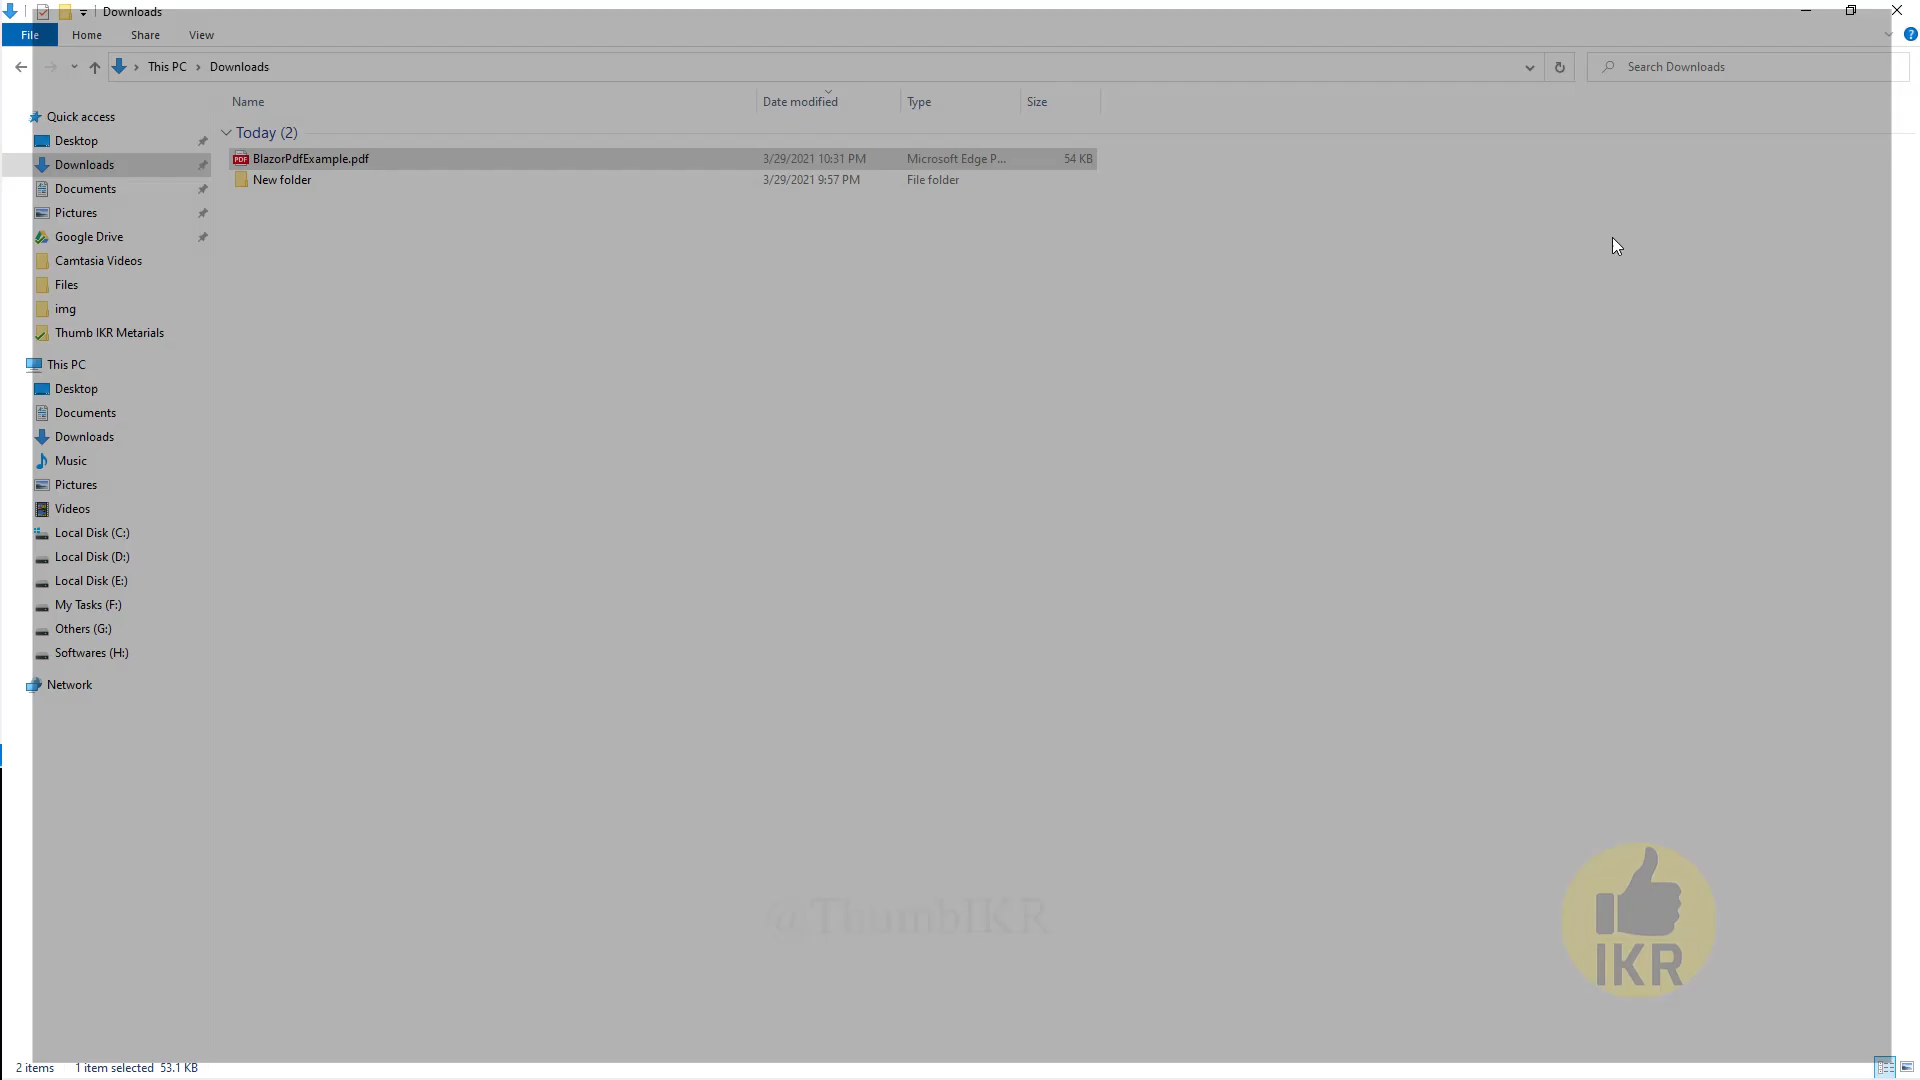 Downloads
File Home Share View
This PC Downloads Search Downloads
Name Date modified Type Size
Quick access
Today (2)
Desktop
BlazorPdfExample.pdf 3/29/2021 10:31 PM Microsoft Edge P... 54 KB
Downloads
New folder 3/29/2021 9:57 PM File folder
Documents
Pictures
Google Drive
Camtasia Videos
Files
img
Thumb IKR Metarials
This PC
Desktop
Documents
Downloads
Music
Pictures
Videos
Local Disk (C:)
Local Disk (D:)
Local Disk (E:)
My Tasks (F:)
Others (G:)
Softwares (H:)
Network
@ThumbIKR
IKR
2 items 1 item selected 53.1 KB